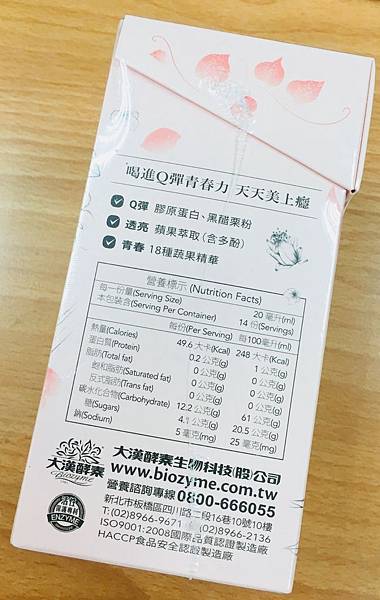 喝進Q彈青春力 天天美上癮
Q彈 膠原蛋白、黑醋栗粉
透亮 蘋果萃取(含多酚)
青春 18種蔬果精華
營養標示 (Nutrition Facts)
每一份量(Serving Size) 20 毫升(ml)
本包裝含(Serving Per Container) 14 份(Servings)
每份(Per Serving) 每100毫升(ml)
熱量(Calories) 49.6 大卡(Kcal) 248 大卡(Kcal)
蛋白質(Protein) 0.2 公克(g) 1 公克(g)
脂肪(Total fat) 0 公克(g) 0 公克(g)
飽和脂肪(Saturated fat) 0 公克(g) 0 公克(g)
反式脂肪(Trans fat) 0 公克(g) 0 公克(g)
碳水化合物(Carbohydrate) 12.2 公克(g) 61 公克(g)
糖(Sugars) 4.1 公克(g) 20.5 公克(g)
鈉(Sodium) 5 毫克(mg) 25 毫克(mg)
大漢酵素
Biozyme
大漢酵素生物科技(股)公司
www.biozyme.com.tw
營養諮詢專線0800-666055
新北市板橋區四川路二段16巷10號10樓
T:(02)8966-9671 F:(02)8966-2136
ISO9001:2008國際品質認證製造廠
HACCP食品安全認證製造廠
ENZYME